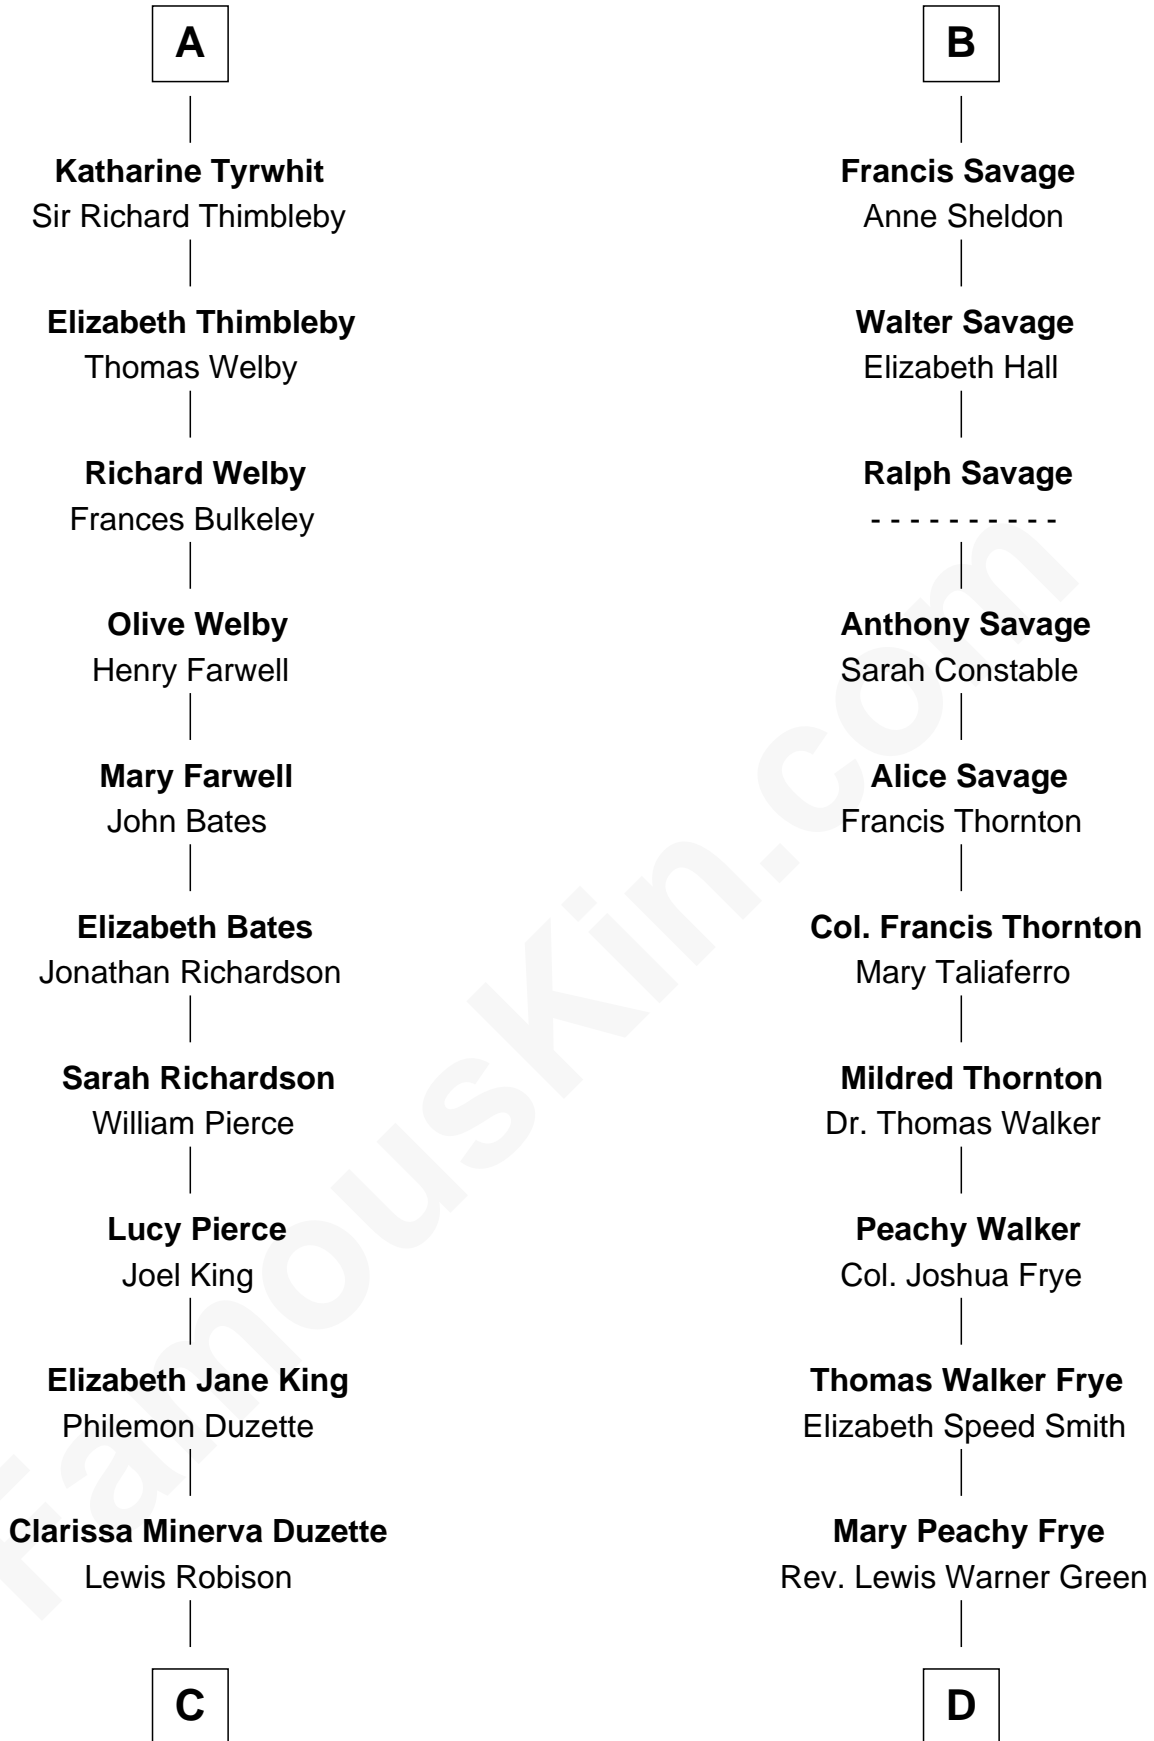 A
Katharine Tyrwhit
Sir Richard Thimbleby
Elizabeth Thimbleby
Thomas Welby
Richard Welby
Frances Bulkeley
Olive Welby
Henry Farwell
Mary Farwell
John Bates
Elizabeth Bates
Jonathan Richardson
Sarah Richardson
William Pierce
Lucy Pierce
Joel King
Elizabeth Jane King
Philemon Duzette
Clarissa Minerva Duzette
Lewis Robison
C
B
Francis Savage
Anne Sheldon
Walter Savage
Elizabeth Hall
Ralph Savage
- - - - - - - - - -
Anthony Savage
Sarah Constable
Alice Savage
Francis Thornton
Col. Francis Thornton
Mary Taliaferro
Mildred Thornton
Dr. Thomas Walker
Peachy Walker
Col. Joshua Frye
Thomas Walker Frye
Elizabeth Speed Smith
Mary Peachy Frye
Rev. Lewis Warner Green
D
FamousKin.com